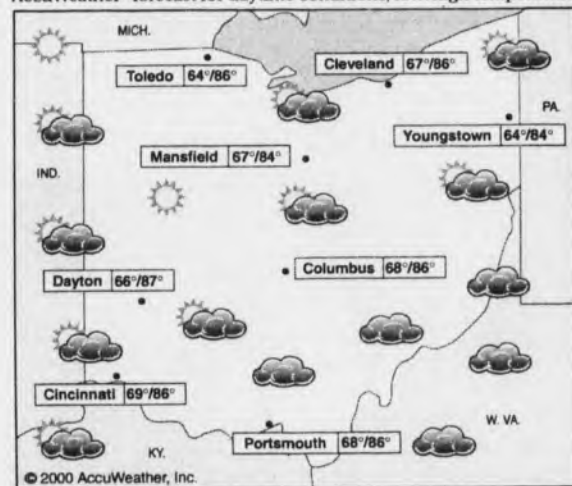 MICH.
Toledo 64°/86°
Cleveland 67°/86°
PA.
Youngstown 64°/84°
Mansfield 67°/84°
IND.
Columbus 68°/86°
Dayton 66°/87°
Cincinnati 69°/86°
W. VA.
Portsmouth 68°/86°
KY.
© 2000 AccuWeather, Inc.